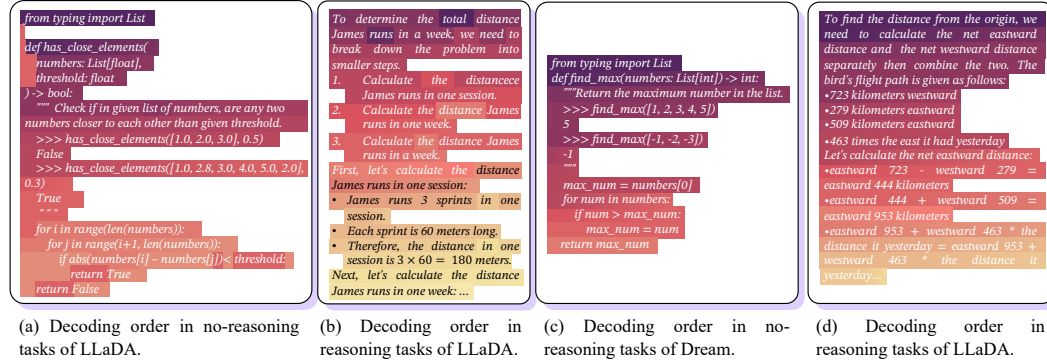 from typing import List
def has_close_elements(
numbers: List[float],
threshold: float
) -> bool:
""" Check if in given list of numbers, are any two
numbers closer to each other than given threshold.
>>> has_close_elements([1.0, 2.0, 3.0], 0.5)
False
>>> has_close_elements([1.0, 2.8, 3.0, 4.0, 5.0, 2.0],
0.3)
True
"""
for i in range(len(numbers)):
for j in range(i+1, len(numbers)):
if abs(numbers[i] – numbers[j])< threshold:
return True
return False
(a) Decoding order in no-reasoning
tasks of LLaDA.
To determine the total distance
James runs in a week, we need to
break down the problem into
smaller steps.
1. Calculate the distancece
James runs in one session.
2. Calculate the distance James
runs in one week.
3. Calculate the distance James
runs in a week.
First, let's calculate the distance
James runs in one session:
• James runs 3 sprints in one
session.
• Each sprint is 60 meters long.
• Therefore, the distance in one
session is 3 × 60 = 180 meters.
Next, let's calculate the distance
James runs in one week: ...
(b) Decoding order in
reasoning tasks of LLaDA.
from typing import List
def find_max(numbers: List[int]) -> int:
"""Return the maximum number in the list.
>>> find_max([1, 2, 3, 4, 5])
5
>>> find_max([-1, -2, -3])
-1
"""
max_num = numbers[0]
for num in numbers:
if num > max_num:
max_num = num
return max_num
(c) Decoding order in no-
reasoning tasks of Dream.
To find the distance from the origin, we
need to calculate the net eastward
distance and the net westward distance
separately then combine the two. The
bird's flight path is given as follows:
•723 kilometers westward
•279 kilometers eastward
•509 kilometers eastward
•463 times the east it had yesterday
Let's calculate the net eastward distance:
•eastward 723 - westward 279 =
eastward 444 kilometers
•eastward 444 + westward 509 =
eastward 953 kilometers
•eastward 953 + westward 463 * the
distance it yesterday = eastward 953 +
westward 463 * the distance it
yesterday...
(d) Decoding order in
reasoning tasks of LLaDA.